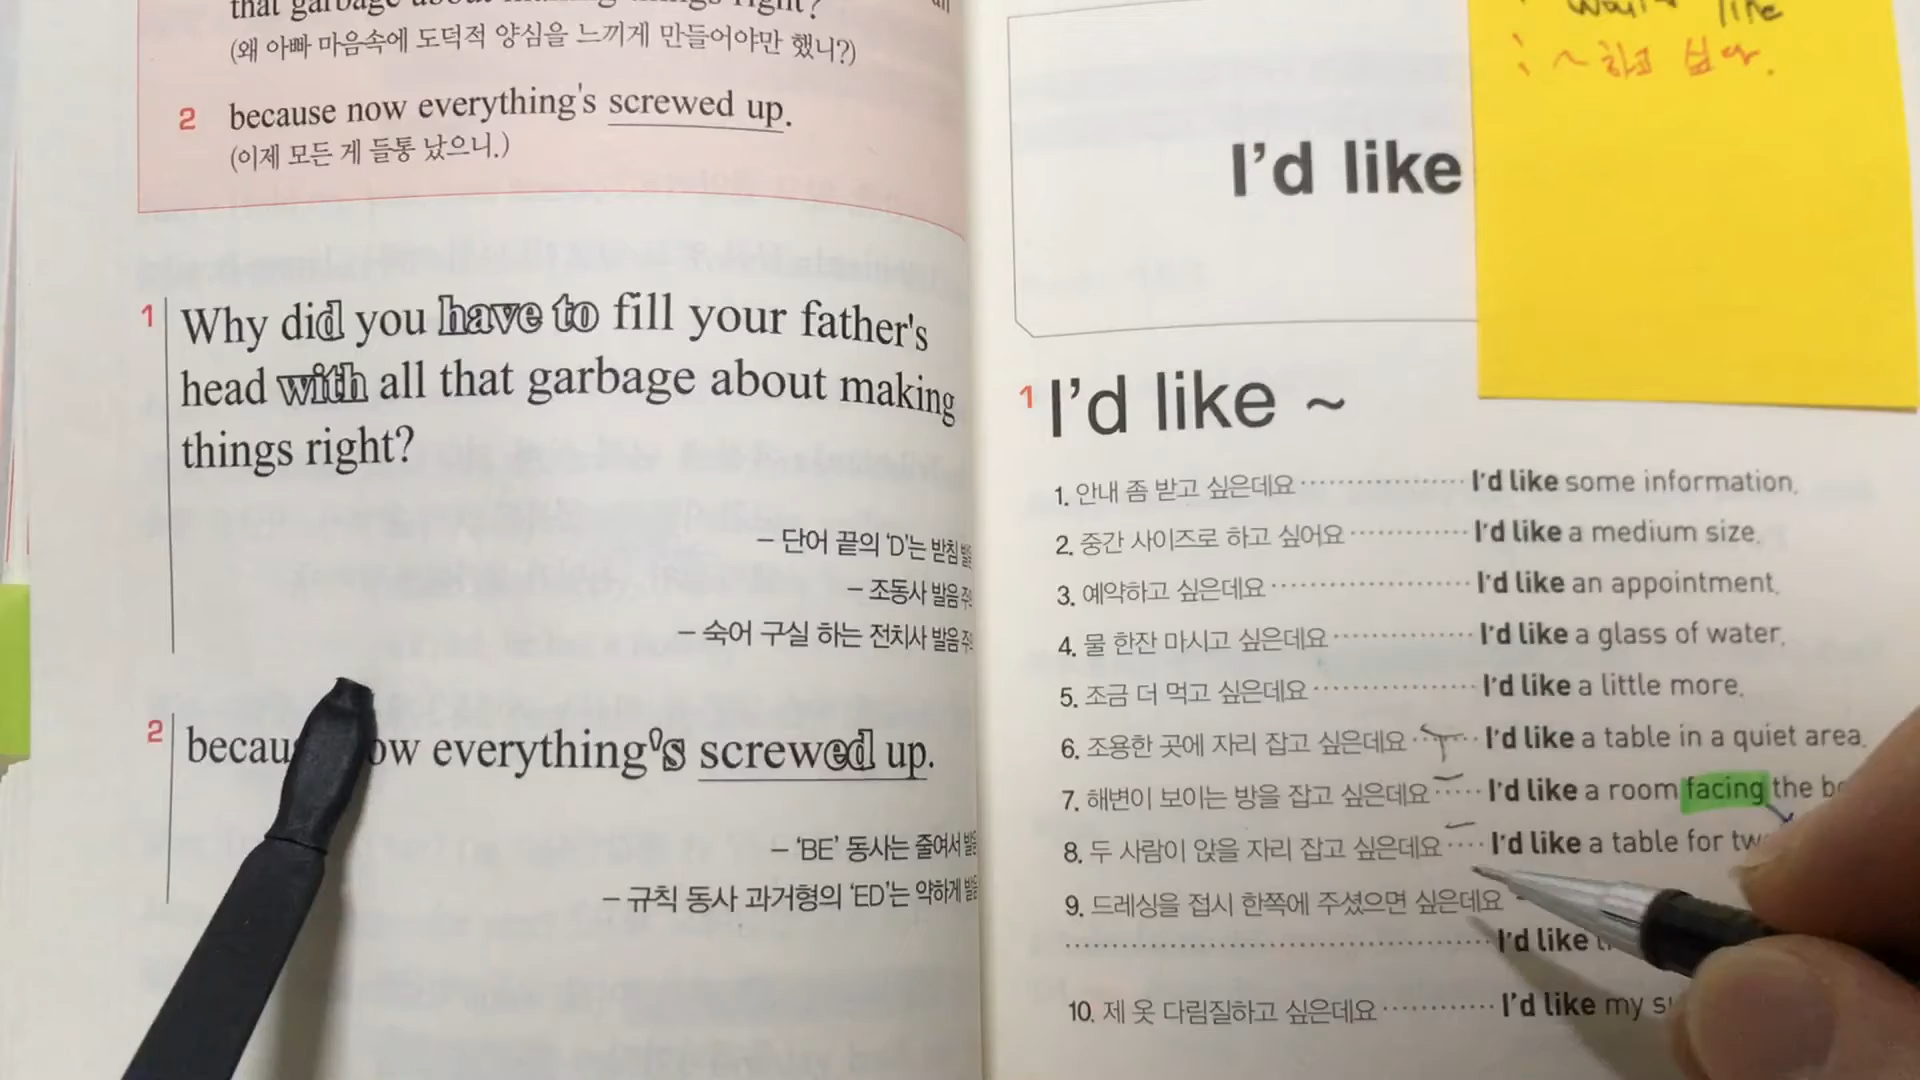 that garbage about making things right?
(왜 아빠 마음속에 도덕적 양심을 느끼게 만들어야만 했니?)
2 because now everything's screwed up.
(이제 모든 게 들통 났으니.)
1 Why did you have to fill your father's
head with all that garbage about making
things right?
– 단어 끝의 ‘D’는 받침
– 조동사 발음
– 숙어 구실 하는 전치사 발음
2 everything's screwed up.
– ‘BE’ 동사는 줄여서
– 규칙 동사 과거형의 ‘ED’는 약하게
would like
: ~하고 싶다.
I'd like
1 I'd like ~
1. 안내 좀 받고 싶은데요 I'd like some information.
2. 중간 사이즈로 하고 싶어요 I'd like a medium size.
3. 예약하고 싶은데요 I'd like an appointment.
4. 물 한잔 마시고 싶은데요 I'd like a glass of water.
5. 조금 더 먹고 싶은데요 I'd like a little more.
6. 조용한 곳에 자리 잡고 싶은데요 I'd like a table in a quiet area.
7. 해변이 보이는 방을 잡고 싶은데요 I'd like a room facing the
8. 두 사람이 앉을 자리 잡고 싶은데요 I'd like a table for
9. 드레싱을 접시 한쪽에 주셨으면 싶은데요
I'd like
10. 제 옷 다림질하고 싶은데요 I'd like my